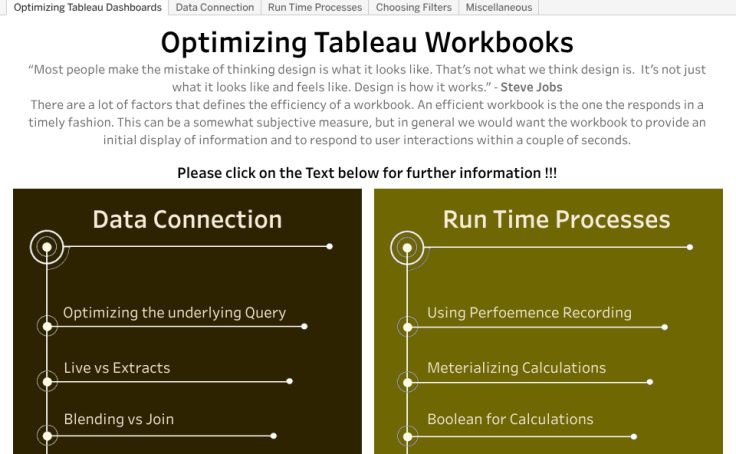 Optimizing Tableau Dashboards
Data Connection
Run Time Processes
Choosing Filters
Miscellaneous
Optimizing Tableau Workbooks
“Most people make the mistake of thinking design is what it looks like. That’s not what we think design is.  It’s not just
what it looks like and feels like. Design is how it works.” - Steve Jobs
There are a lot of factors that defines the efficiency of a workbook. An efficient workbook is the one the responds in a
timely fashion. This can be a somewhat subjective measure, but in general we would want the workbook to provide an
initial display of information and to respond to user interactions within a couple of seconds.
Please click on the Text below for further information !!!
Data Connection
Optimizing the underlying Query
Live vs Extracts
Blending vs Join
Run Time Processes
Using Perfoemence Recording
Meterializing Calculations
Boolean for Calculations